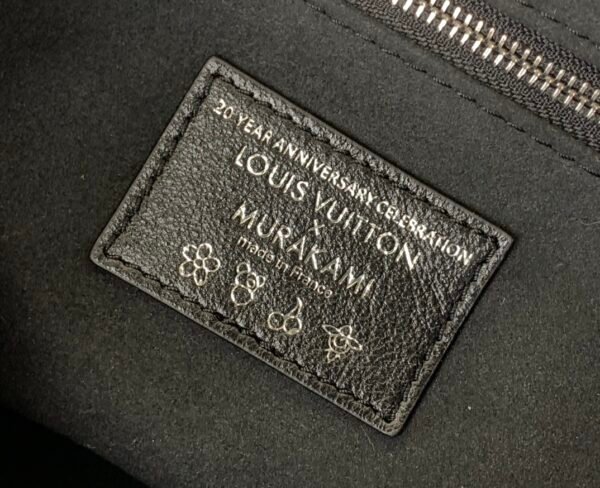 20 YEAR ANNIVERSARY CELEBRATION
LOUIS VUITTON
×
MURAKAMI
made in France